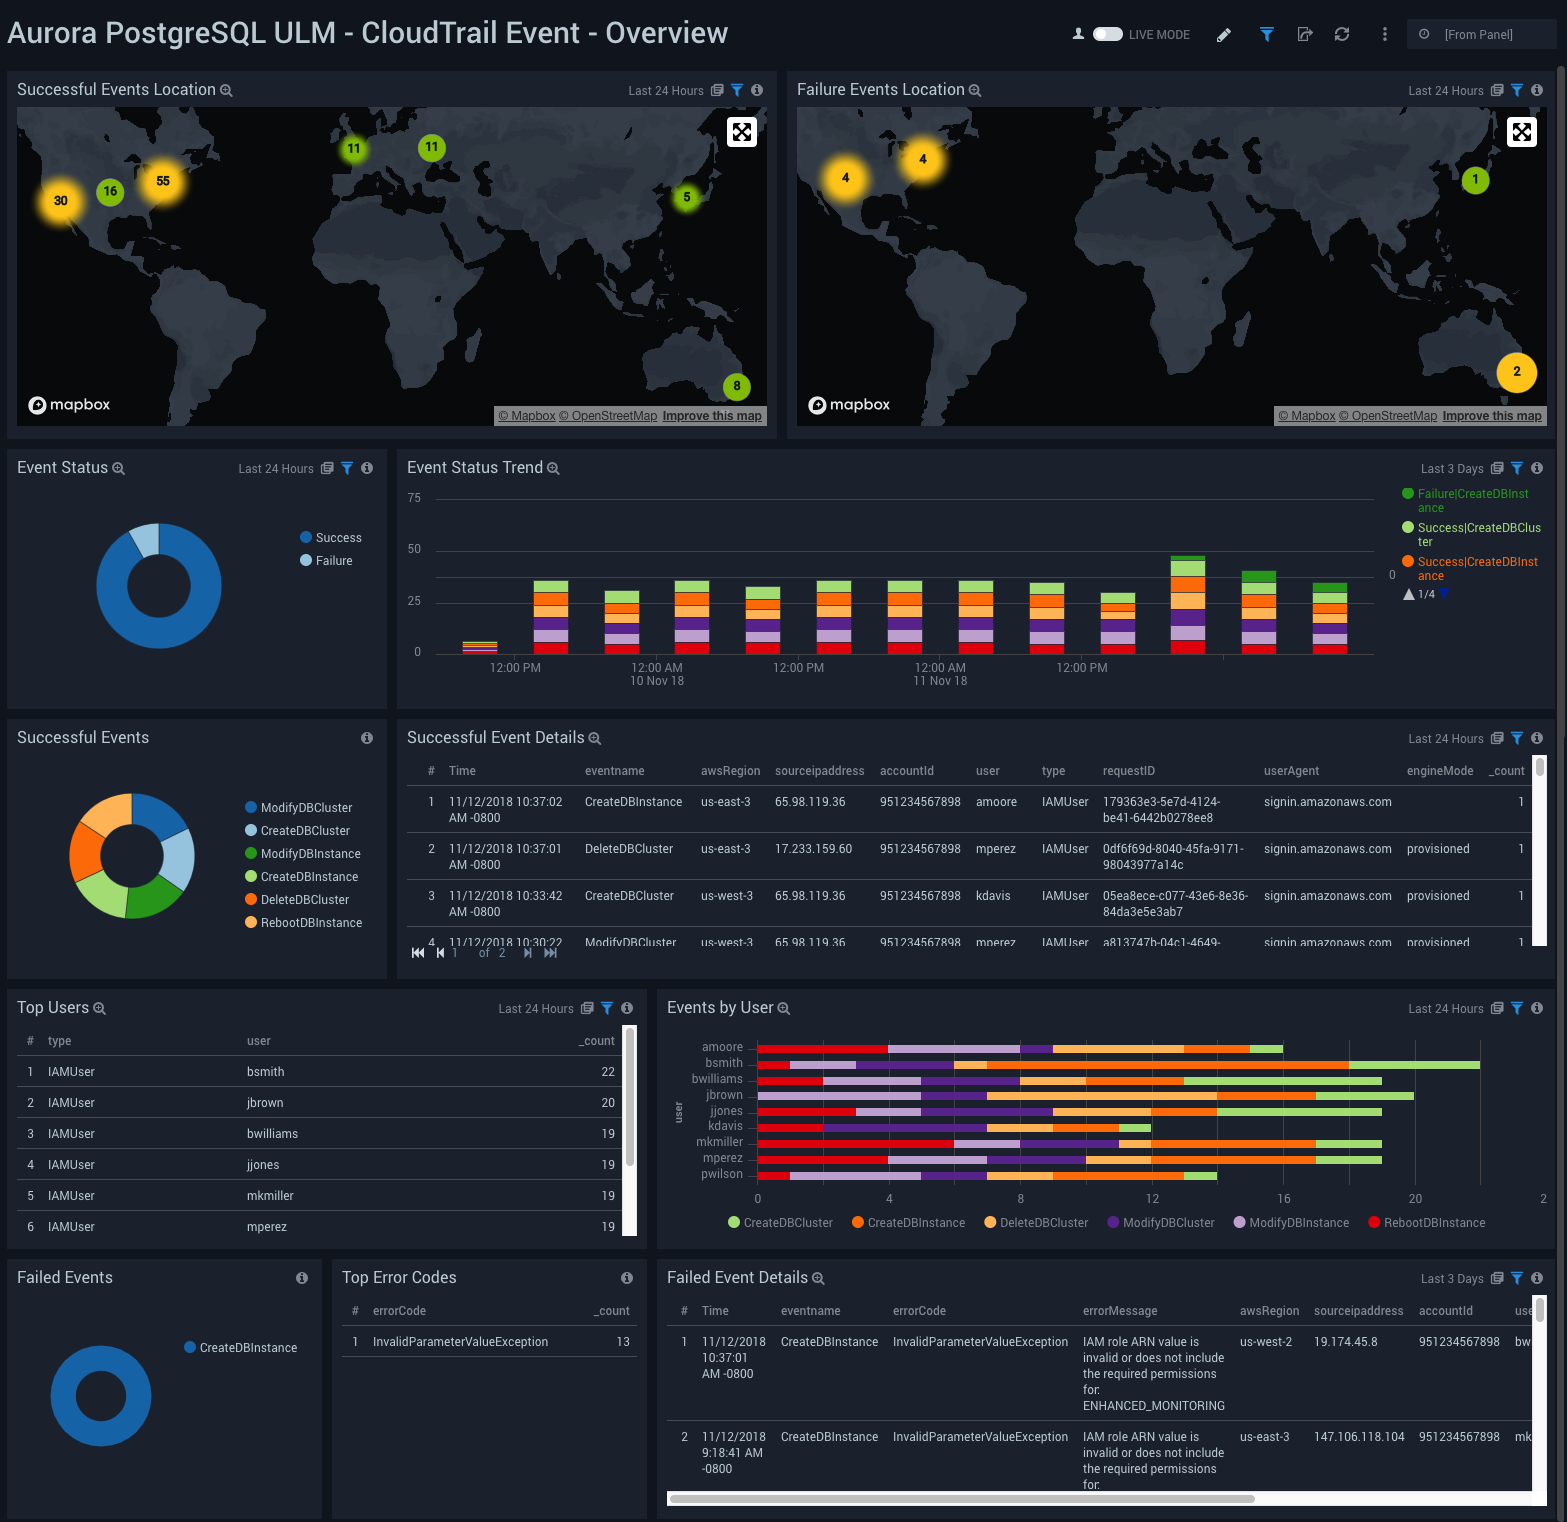 Aurora PostgreSQL ULM - CloudTrail Event - Overview
LIVE MODE
[From Panel]
Successful Events Location
Last 24 Hours
30
16
55
11
11
5
8
mapbox
© Mapbox © OpenStreetMap Improve this map
Failure Events Location
Last 24 Hours
4
4
1
2
mapbox
© Mapbox © OpenStreetMap Improve this map
Event Status
Last 24 Hours
Success
Failure
Event Status Trend
Last 3 Days
75
50
25
0
0
12:00 PM
12:00 AM
10 Nov 18
12:00 PM
12:00 AM
11 Nov 18
12:00 PM
Failure|CreateDBInst
ance
Success|CreateDBClus
ter
Success|CreateDBInst
ance
1/4
Successful Events
ModifyDBCluster
CreateDBCluster
ModifyDBInstance
CreateDBInstance
DeleteDBCluster
RebootDBInstance
Successful Event Details
Last 24 Hours
# Time eventname awsRegion sourceipaddress accountId user type requestID userAgent engineMode _count
1 11/12/2018 10:37:02 CreateDBInstance us-east-3 65.98.119.36 951234567898 amoore IAMUser 179363e3-5e7d-4124- signin.amazonaws.com 1
AM -0800 be41-6442b0278ee8
2 11/12/2018 10:37:01 DeleteDBCluster us-east-3 17.233.159.60 951234567898 mperez IAMUser 0df6f69d-8040-45fa-9171- signin.amazonaws.com provisioned 1
AM -0800 98043977a14c
3 11/12/2018 10:33:42 CreateDBCluster us-west-3 65.98.119.36 951234567898 kdavis IAMUser 05ea8ece-c077-43e6-8e36- signin.amazonaws.com provisioned 1
AM -0800 84da3e5e3ab7
4 11/12/2018 10:30:22 ModifyDBCluster us-west-3 65.98.119.36 951234567898 mperez IAMUser a813747b-04c1-4649- signin.amazonaws.com provisioned 1
1 of 2
Top Users
Last 24 Hours
# type user _count
1 IAMUser bsmith 22
2 IAMUser jbrown 20
3 IAMUser bwilliams 19
4 IAMUser jjones 19
5 IAMUser mkmiller 19
6 IAMUser mperez 19
Events by User
Last 24 Hours
user
amoore
bsmith
bwilliams
jbrown
jjones
kdavis
mkmiller
mperez
pwilson
0 4 8 12 16 20 2
CreateDBCluster CreateDBInstance DeleteDBCluster ModifyDBCluster ModifyDBInstance RebootDBInstance
Failed Events
CreateDBInstance
Top Error Codes
# errorCode _count
1 InvalidParameterValueException 13
Failed Event Details
Last 3 Days
# Time eventname errorCode errorMessage awsRegion sourceipaddress accountId use
1 11/12/2018 CreateDBInstance InvalidParameterValueException IAM role ARN value is us-west-2 19.174.45.8 951234567898 bw
10:37:01 invalid or does not include
AM -0800 the required permissions
for:
ENHANCED_MONITORING
2 11/12/2018 CreateDBInstance InvalidParameterValueException IAM role ARN value is us-east-3 147.106.118.104 951234567898 mk
9:18:41 AM invalid or does not include
-0800 the required permissions
for: